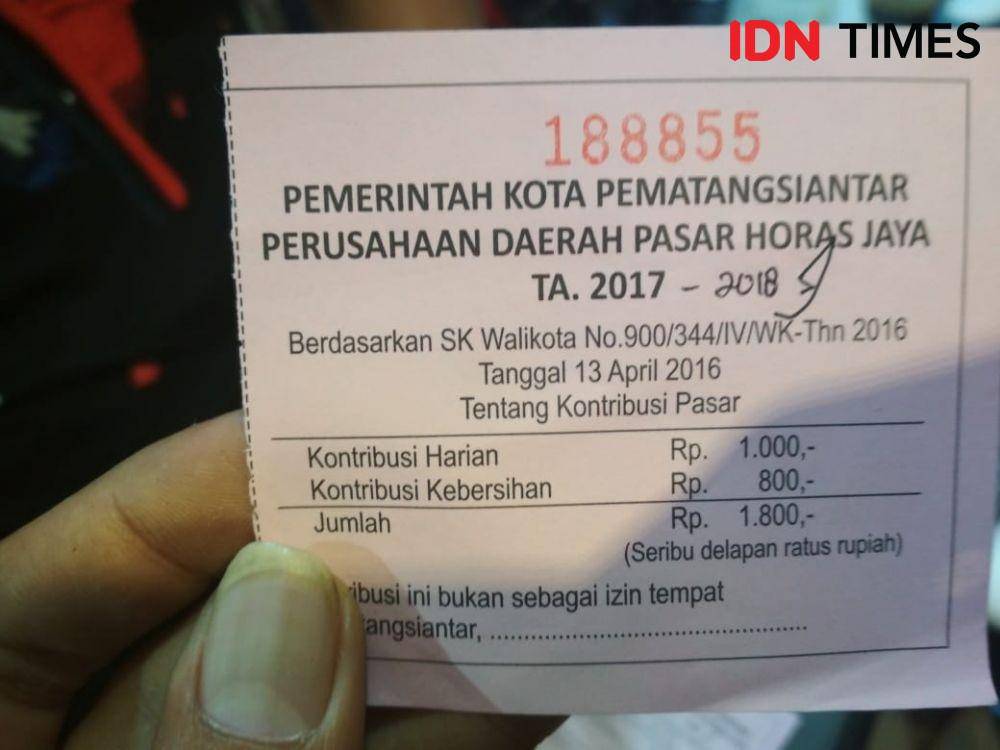 IDN TIMES
188855
PEMERINTAH KOTA PEMATANGSIANTAR
PERUSAHAAN DAERAH PASAR HORAS JAYA
TA. 2017 - 2018
Berdasarkan SK Walikota No.900/344/IV/WK-Thn 2016
Tanggal 13 April 2016
Tentang Kontribusi Pasar
Kontribusi Harian Rp. 1.000,-
Kontribusi Kebersihan Rp. 800,-
Jumlah Rp. 1.800,-
(Seribu delapan ratus rupiah)
ribusi ini bukan sebagai izin tempat
angsiantar, ................................................